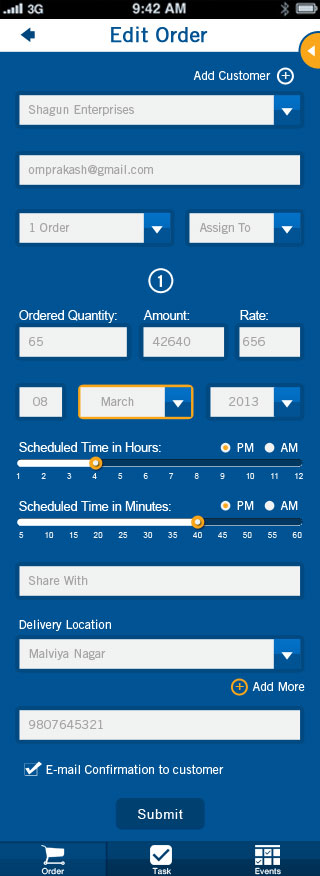 3G 9:42 AM
Edit Order
Add Customer
Shagun Enterprises
omprakash@gmail.com
1 Order Assign To
1
Ordered Quantity: Amount: Rate:
65 42640 656
08 March 2013
Scheduled Time in Hours: PM AM
1 2 3 4 5 6 7 8 9 10 11 12
Scheduled Time in Minutes: PM AM
5 10 15 20 25 30 35 40 45 50 55 60
Share With
Delivery Location
Malviya Nagar
Add More
9807645321
E-mail Confirmation to customer
Submit
Order Task Events